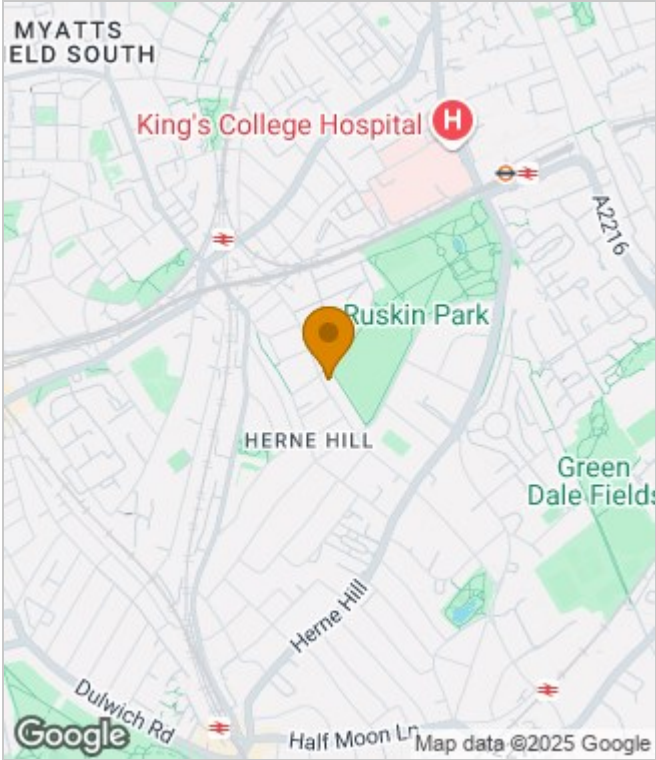 MYATTS
IELD SOUTH
King's College Hospital
H
A2216
Ruskin Park
HERNE HILL
Green
Dale Fields
Herne Hill
Dulwich Rd
Half Moon Ln
Google
Map data ©2025 Google